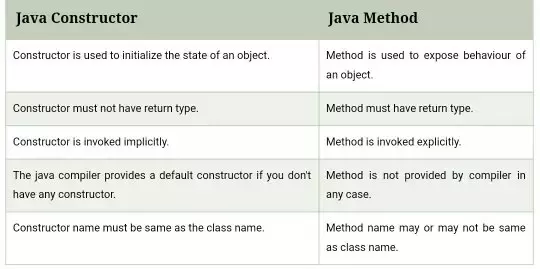 Java Constructor Java Method
Constructor is used to initialize the state of an object. Method is used to expose behaviour of
an object.
Constructor must not have return type. Method must have return type.
Constructor is invoked implicitly. Method is invoked explicitly.
The java compiler provides a default constructor if you don't
have any constructor.
Method is not provided by compiler in
any case.
Constructor name must be same as the class name. Method name may or may not be same
as class name.